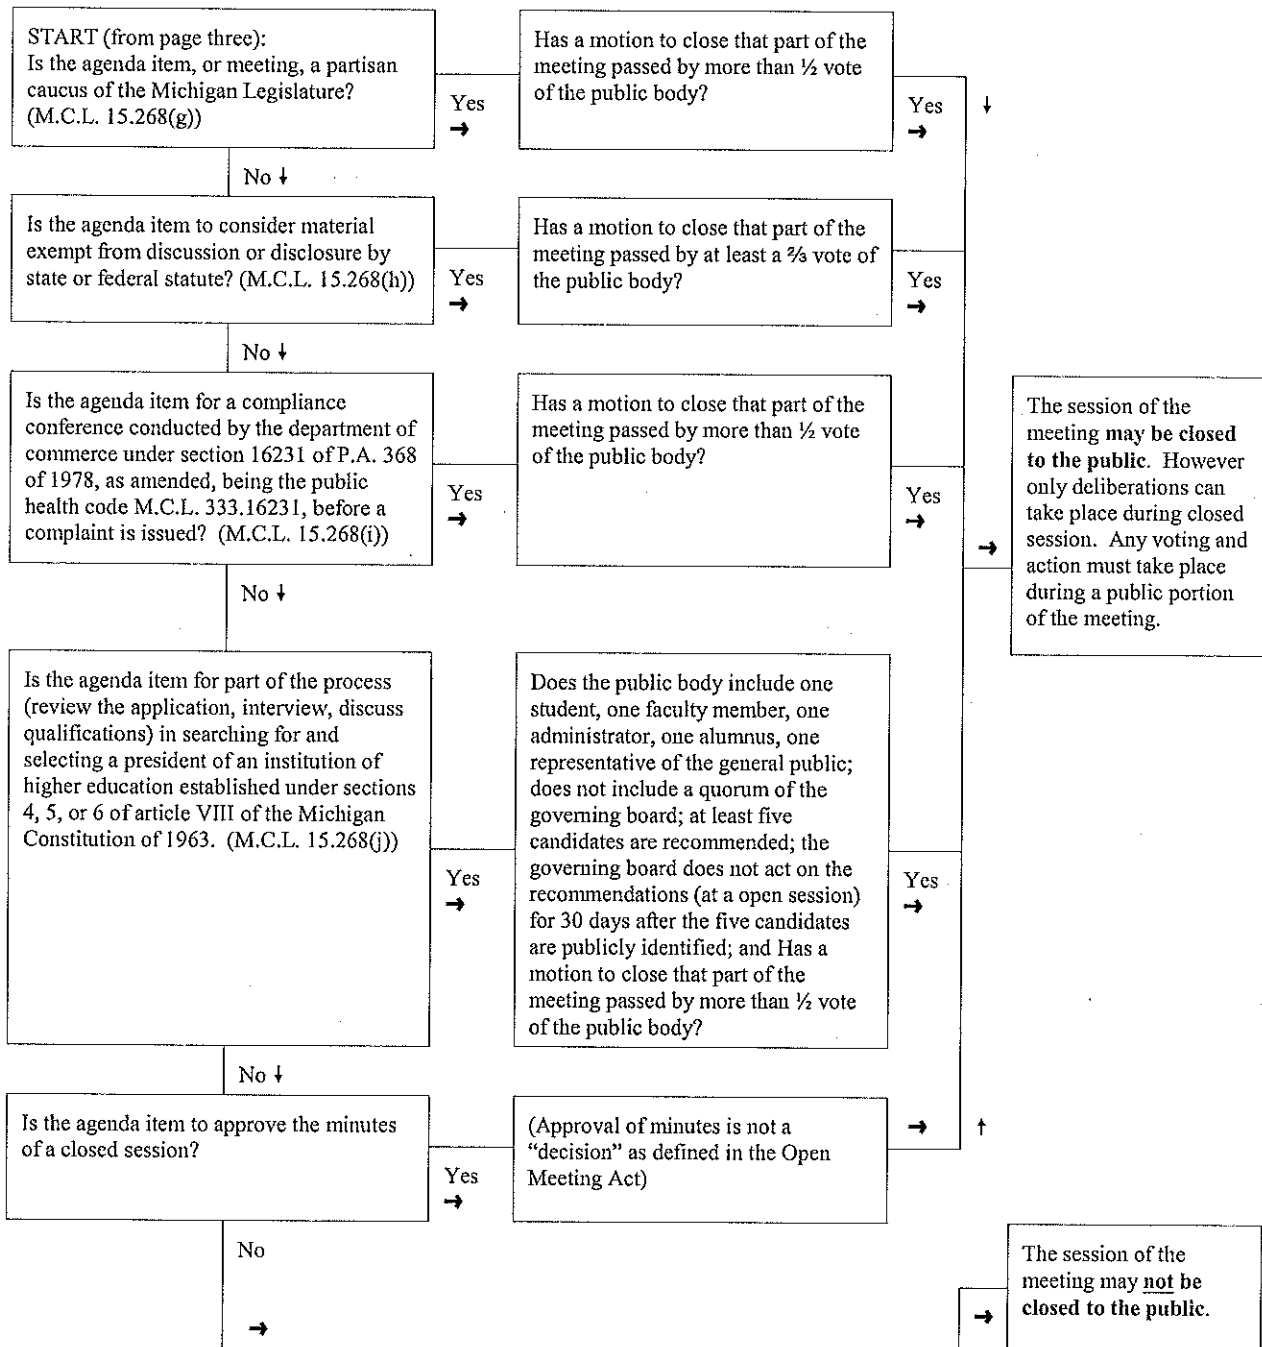 START (from page three):
Is the agenda item, or meeting, a partisan
caucus of the Michigan Legislature?
(M.C.L. 15.268(g))
Yes
→
Has a motion to close that part of the
meeting passed by more than ½ vote
of the public body?
Yes
→
↓
No ↓
Is the agenda item to consider material
exempt from discussion or disclosure by
state or federal statute? (M.C.L. 15.268(h))
Yes
→
Has a motion to close that part of the
meeting passed by at least a ⅔ vote of
the public body?
Yes
→
No ↓
Is the agenda item for a compliance
conference conducted by the department of
commerce under section 16231 of P.A. 368
of 1978, as amended, being the public
health code M.C.L. 333.16231, before a
complaint is issued?  (M.C.L. 15.268(i))
Yes
→
Has a motion to close that part of the
meeting passed by more than ½ vote
of the public body?
Yes
→
→
The session of the
meeting may be closed
to the public.  However
only deliberations can
take place during closed
session.  Any voting and
action must take place
during a public portion
of the meeting.
No ↓
Is the agenda item for part of the process
(review the application, interview, discuss
qualifications) in searching for and
selecting a president of an institution of
higher education established under sections
4, 5, or 6 of article VIII of the Michigan
Constitution of 1963.  (M.C.L. 15.268(j))
Yes
→
Does the public body include one
student, one faculty member, one
administrator, one alumnus, one
representative of the general public;
does not include a quorum of the
governing board; at least five
candidates are recommended; the
governing board does not act on the
recommendations (at a open session)
for 30 days after the five candidates
are publicly identified; and Has a
motion to close that part of the
meeting passed by more than ½ vote
of the public body?
Yes
→
No ↓
Is the agenda item to approve the minutes
of a closed session?
Yes
→
(Approval of minutes is not a
“decision” as defined in the Open
Meeting Act)
→
↑
No
→
→
The session of the
meeting may not be
closed to the public.